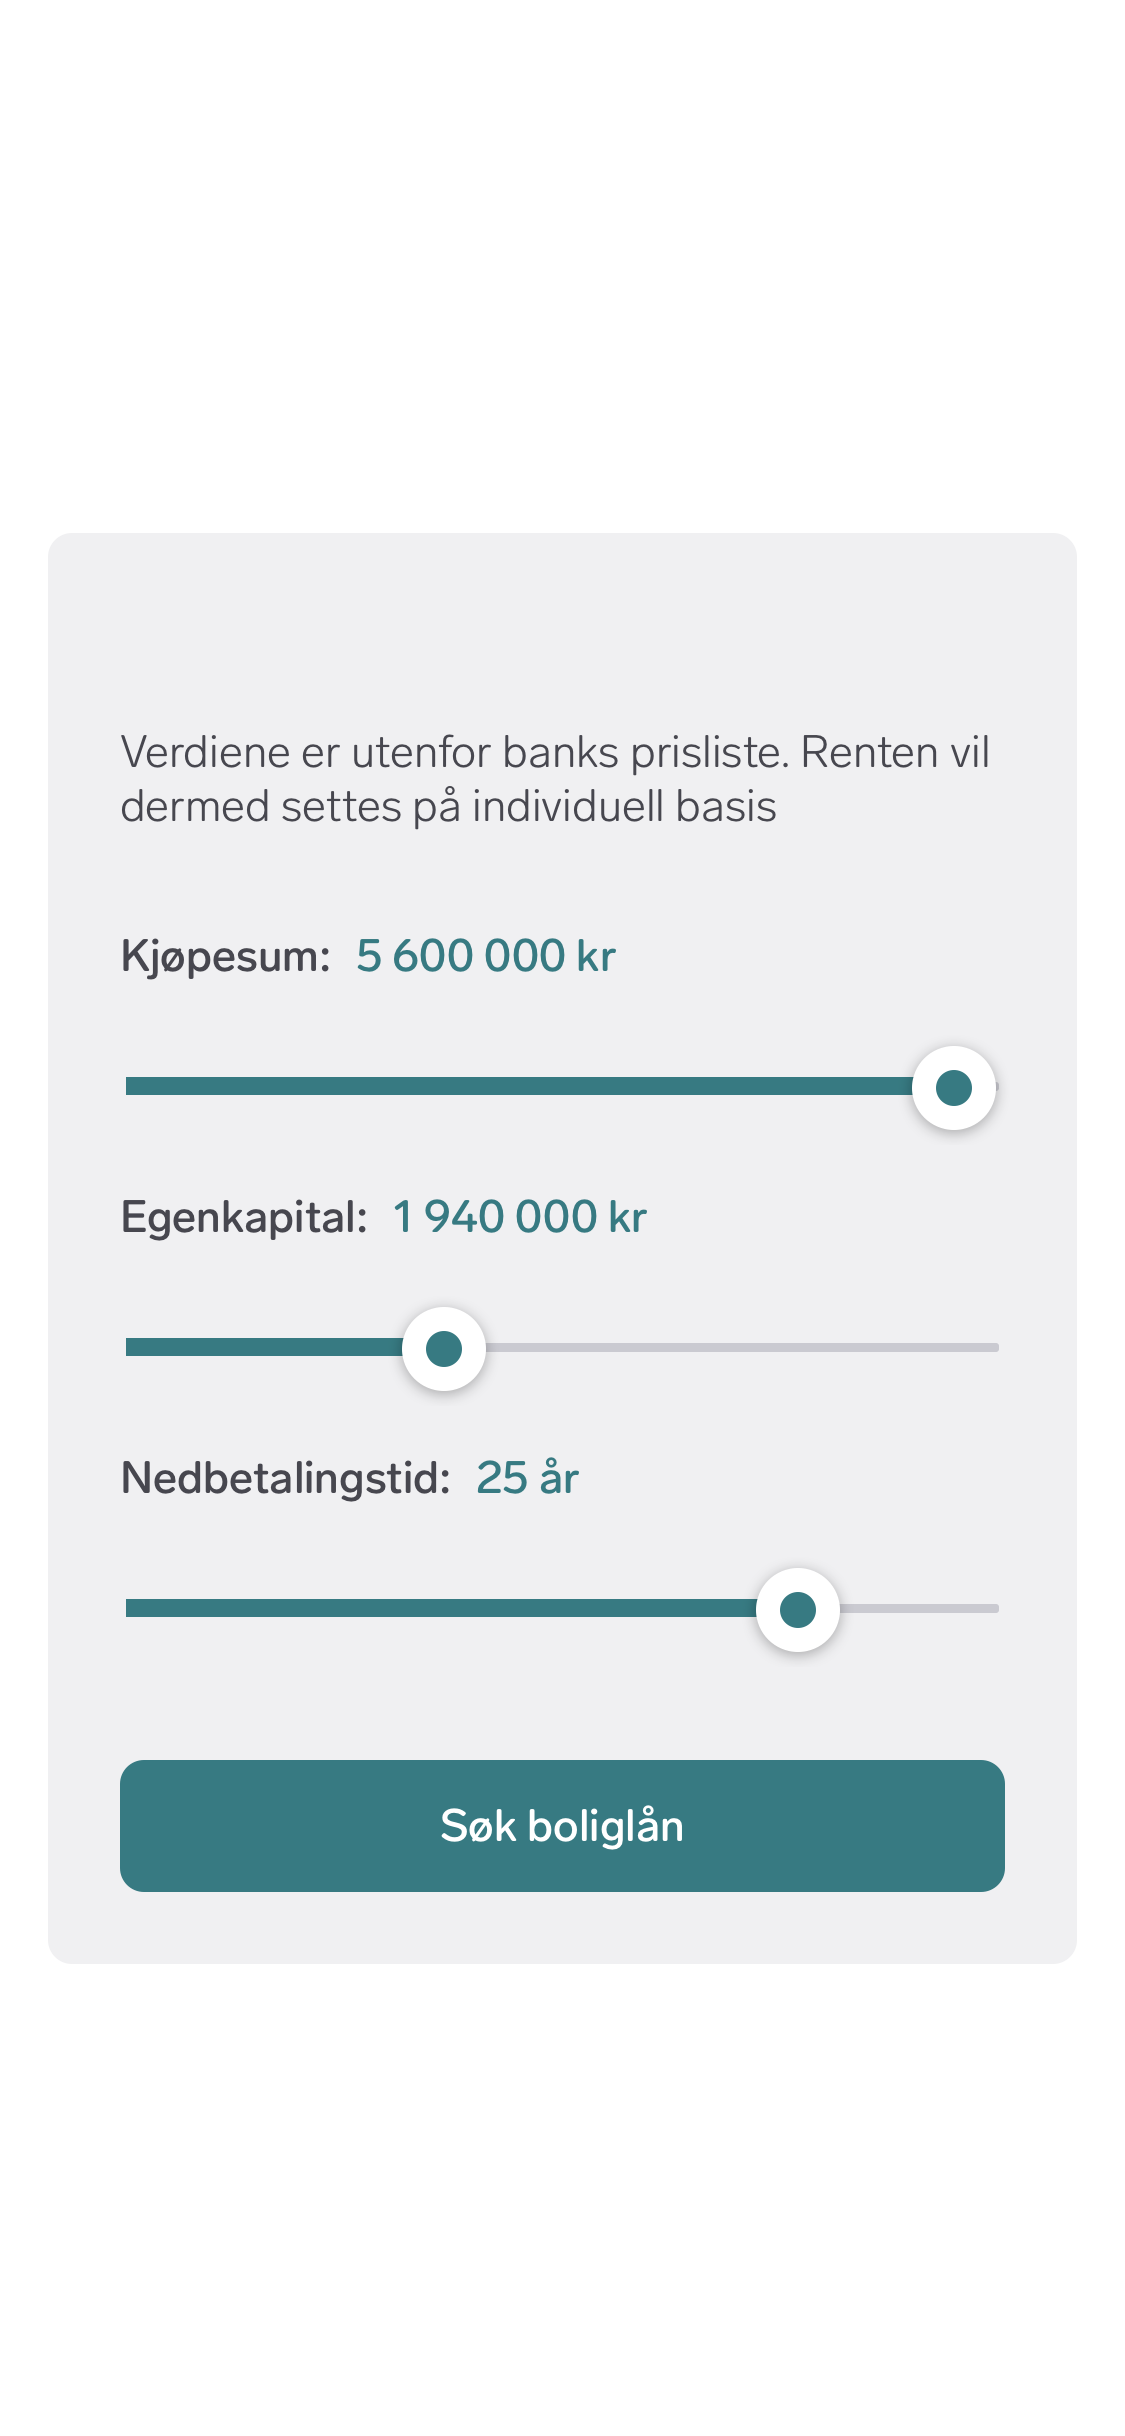 Verdiene er utenfor banks prisliste. Renten vil
dermed settes på individuell basis
Kjøpesum: 5 600 000 kr
Egenkapital: 1 940 000 kr
Nedbetalingstid: 25 år
Søk boliglån